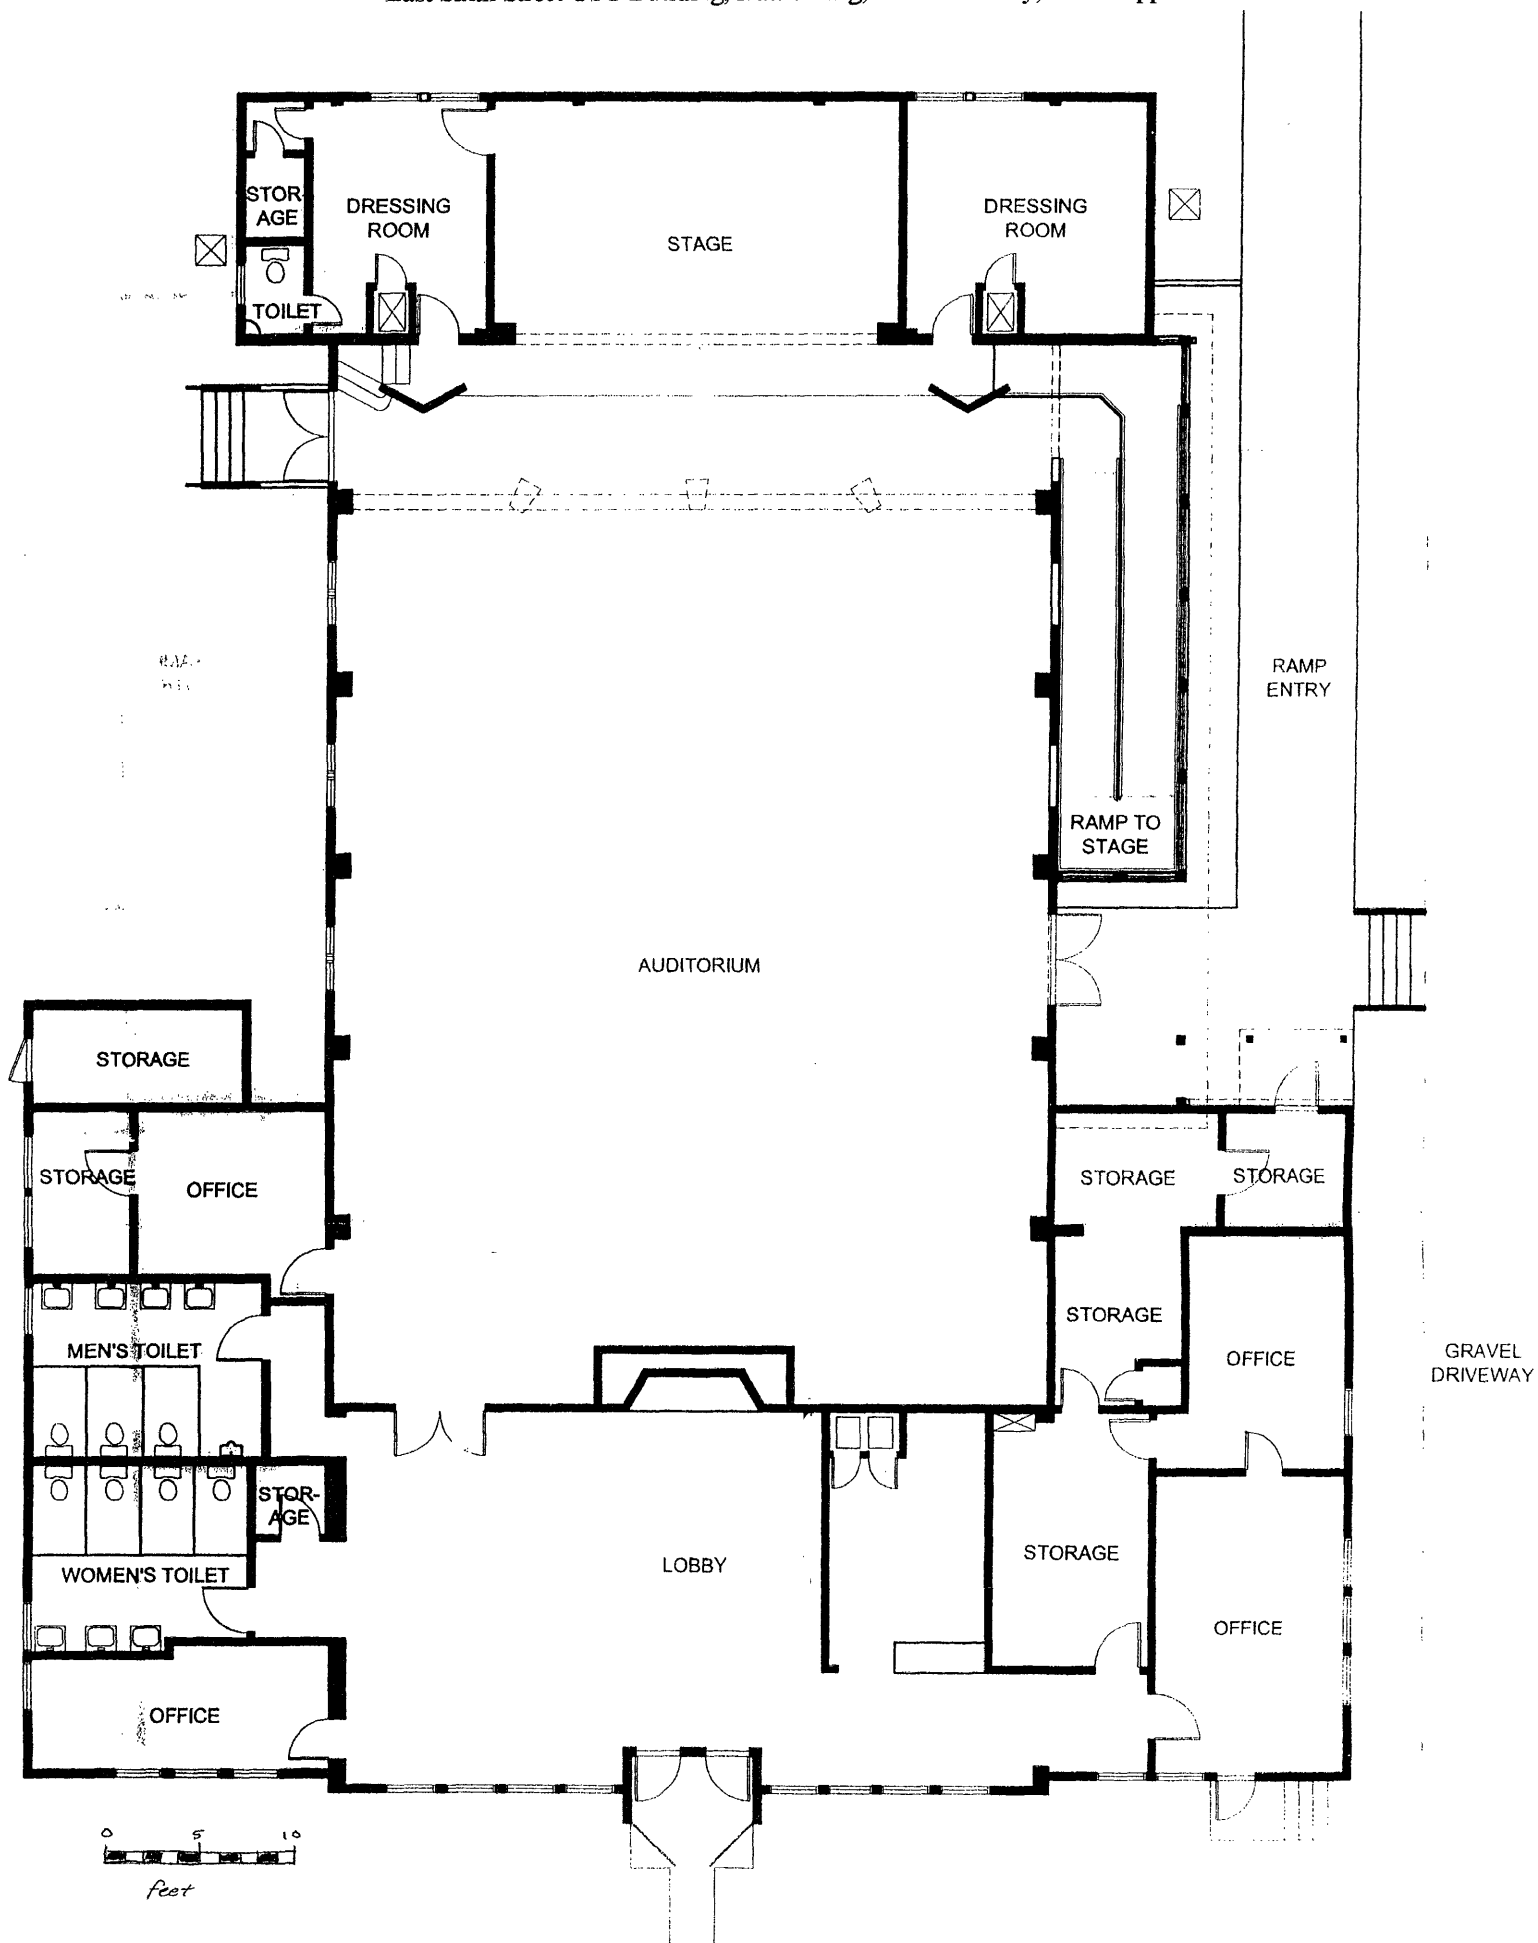 STOR-
AGE
DRESSING
ROOM
STAGE
DRESSING
ROOM
TOILET
RAMP
ENTRY
RAMP TO
STAGE
AUDITORIUM
STORAGE
STORAGE
OFFICE
STORAGE
STORAGE
STORAGE
MEN'S TOILET
OFFICE
GRAVEL
DRIVEWAY
STOR-
AGE
WOMEN'S TOILET
LOBBY
STORAGE
OFFICE
OFFICE
0 5 10
feet